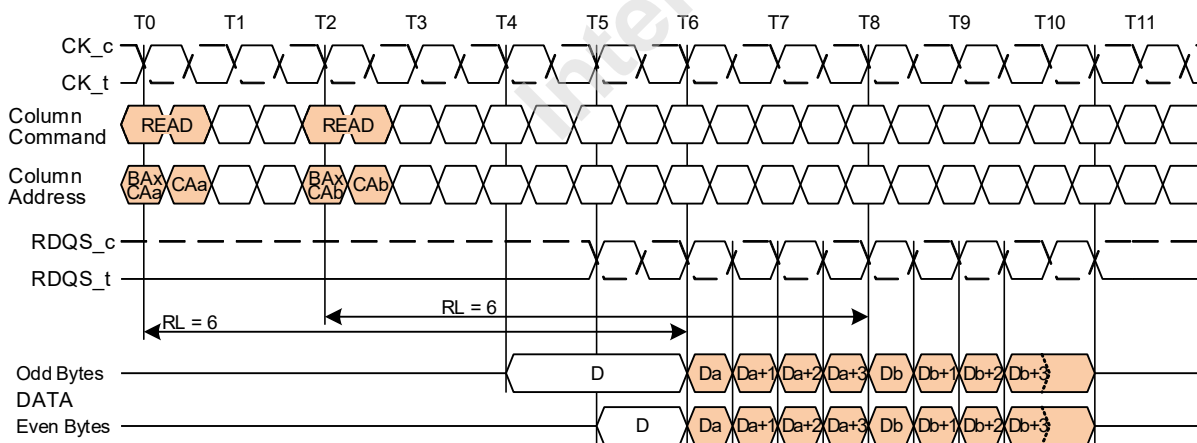 T0 T1 T2 T3 T4 T5 T6 T7 T8 T9 T10 T11
CK_c
CK_t
Column
Command
READ READ
Column
Address
BAx
CAa CAa BAx
CAb CAb
RDQS_c
RDQS_t
RL = 6
RL = 6
Odd Bytes D Da Da+1 Da+2 Da+3 Db Db+1 Db+2 Db+3
DATA
Even Bytes D Da Da+1 Da+2 Da+3 Db Db+1 Db+2 Db+3
Inter